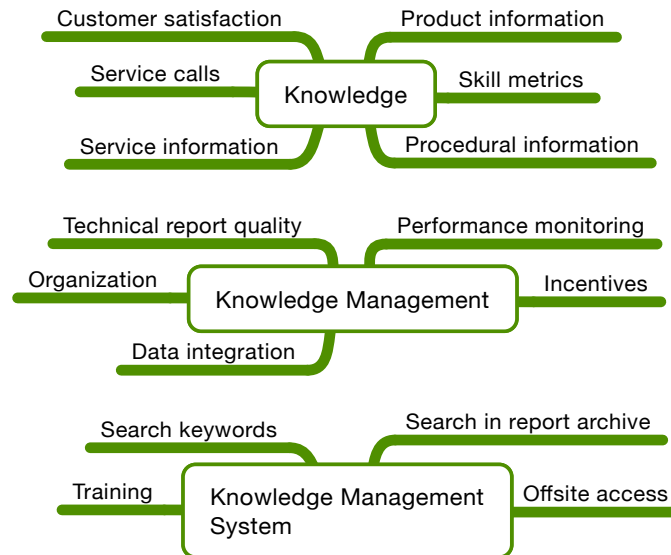 Customer satisfaction
Product information
Service calls
Knowledge
Skill metrics
Service information
Procedural information
Technical report quality
Performance monitoring
Organization
Knowledge Management
Incentives
Data integration
Search keywords
Search in report archive
Training
Knowledge Management
System
Offsite access